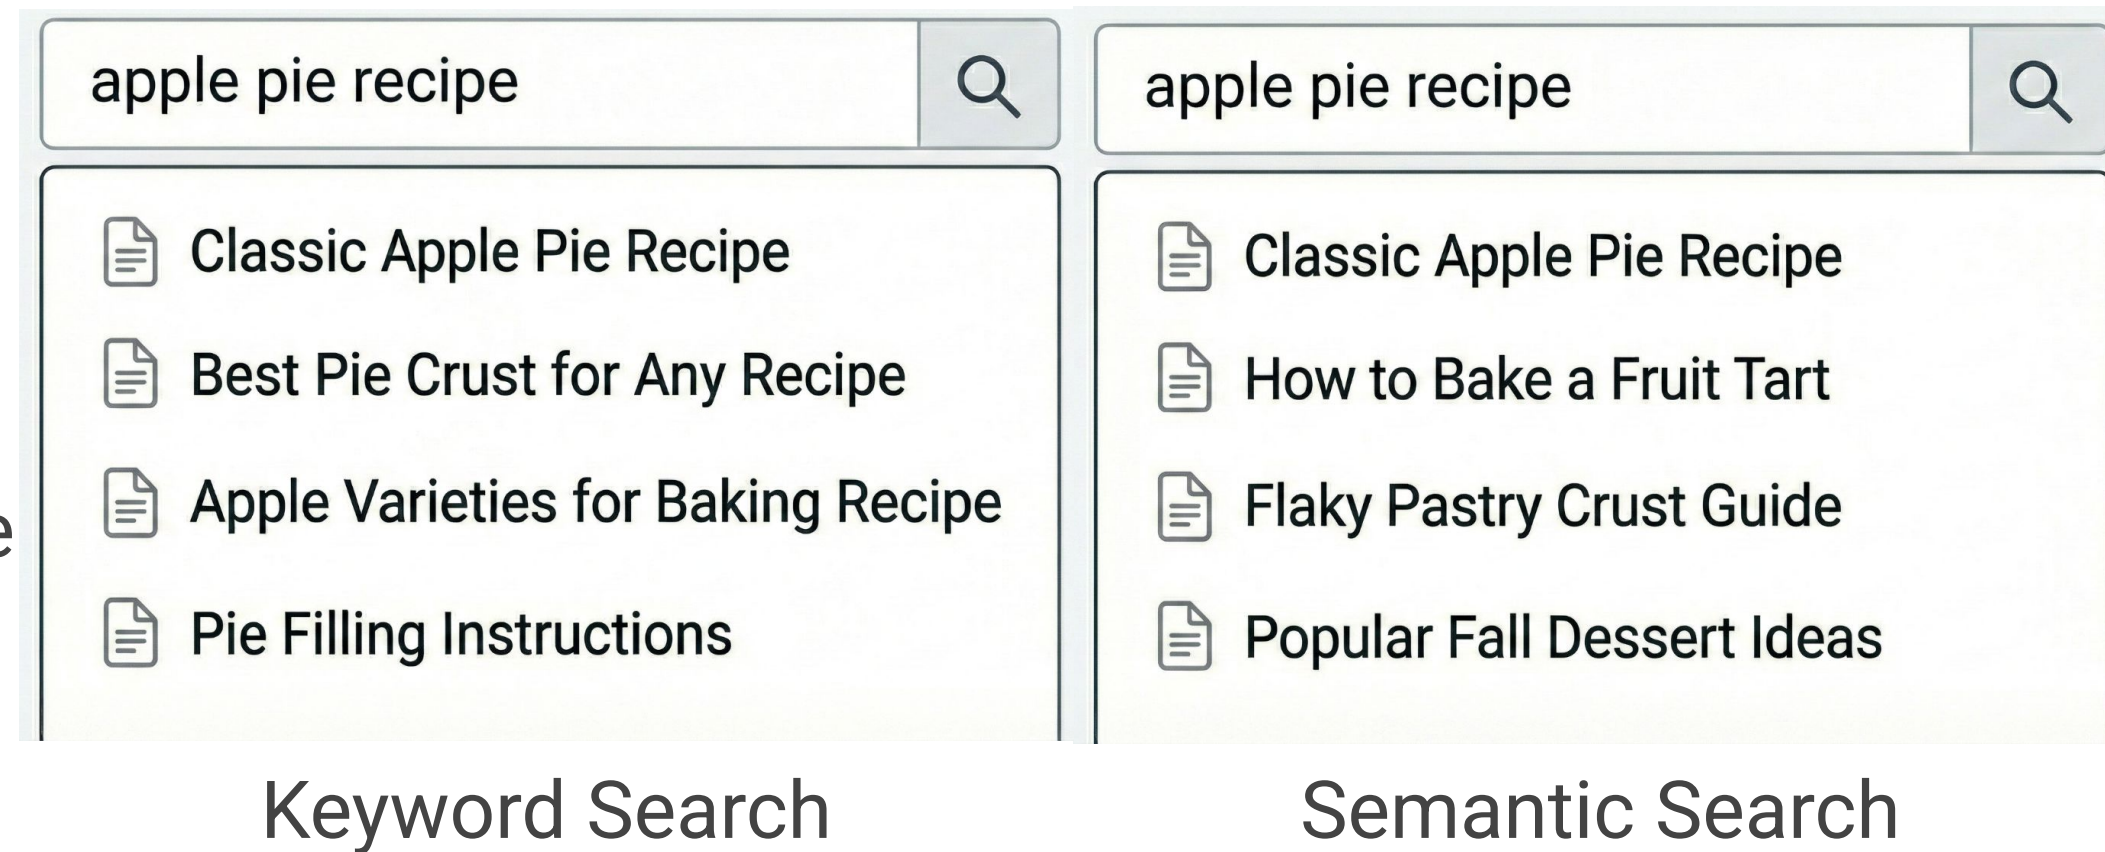 apple pie recipe
Classic Apple Pie Recipe
Best Pie Crust for Any Recipe
Apple Varieties for Baking Recipe
Pie Filling Instructions
Keyword Search
apple pie recipe
Classic Apple Pie Recipe
How to Bake a Fruit Tart
Flaky Pastry Crust Guide
Popular Fall Dessert Ideas
Semantic Search